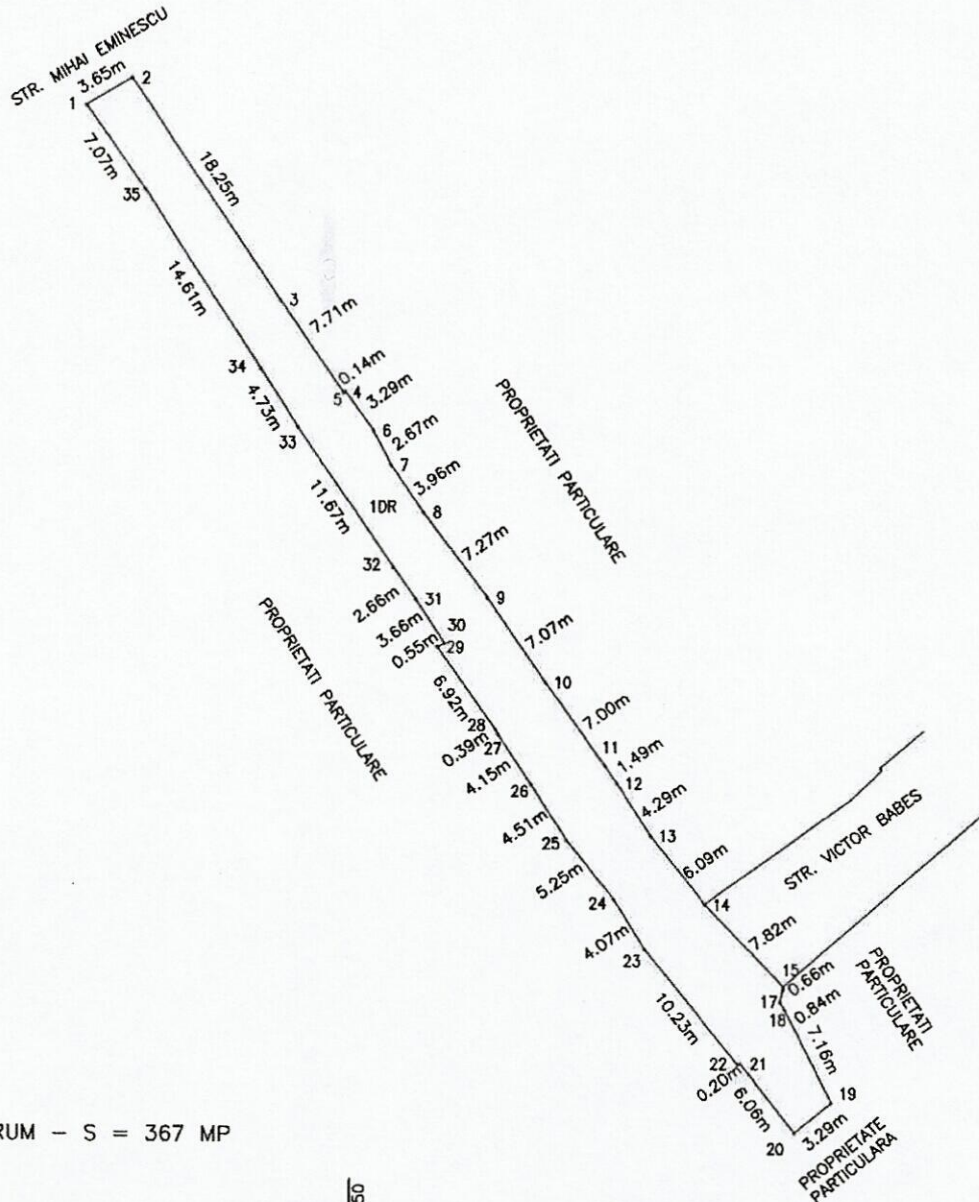 STR. MIHAI EMINESCU
3.65m
1
2
7.07m
35
18.25m
14.61m
3
7.71m
34
4.73m
33
0.14m
5
4
3.29m
6
2.67m
7
3.96m
PROPRIETATI PARTICULARE
11.67m
1DR
8
7.27m
32
2.66m
31
9
3.66m
30
0.55m
29
7.07m
PROPRIETATI PARTICULARE
6.92m
10
28
0.39m
27
7.00m
4.15m
26
11
1.49m
12
4.29m
4.51m
25
13
6.09m
STR. VICTOR BABES
5.25m
24
14
4.07m
23
7.82m
15
0.66m
17
0.84m
18
PROPRIETATI
PARTICULARE
10.23m
7.16m
22
21
0.20m
6.06m
19
20
3.29m
PROPRIETATE
PARTICULARA
RUM - S = 367 MP
50